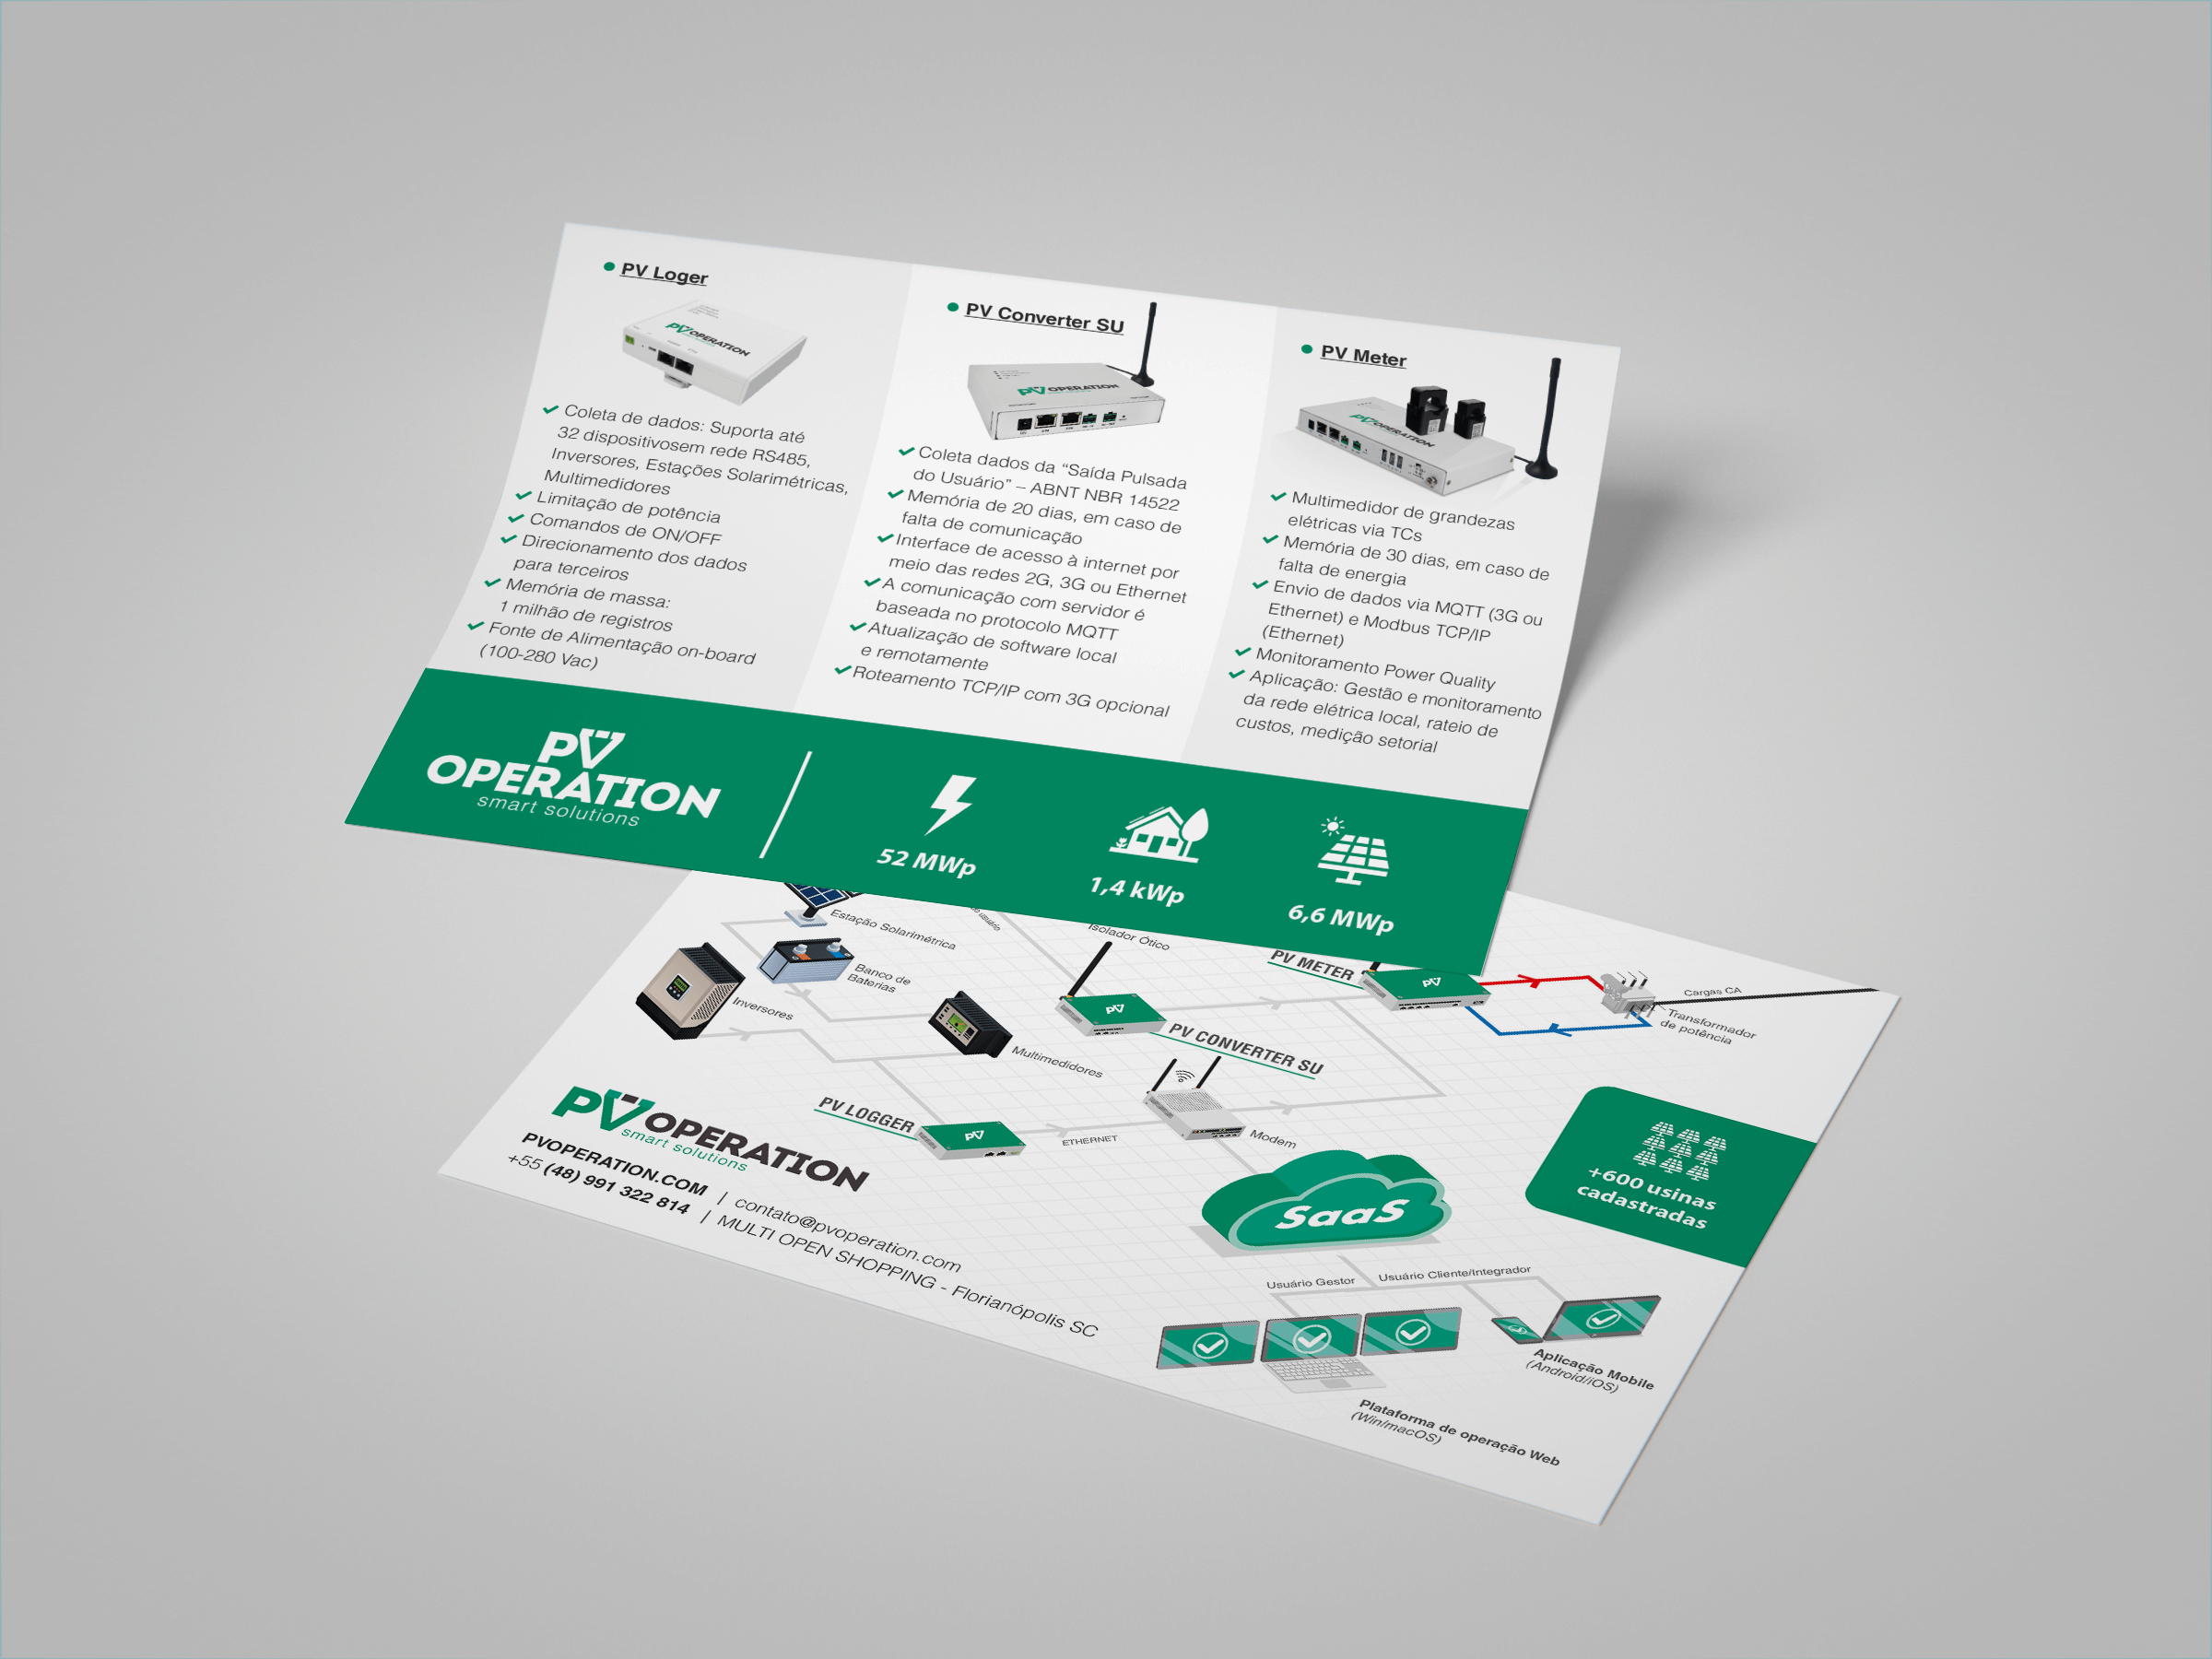 PV Loger
PV OPERATION
Coleta de dados: Suporta até
32 dispositivosem rede RS485,
Inversores, Estações Solarimétricas,
Multimedidores
Limitação de potência
Comandos de ON/OFF
Direcionamento dos dados
para terceiros
Memória de massa:
1 milhão de registros
Fonte de Alimentação on-board
(100-280 Vac)
PV Converter SU
PV OPERATION
Coleta dados da “Saída Pulsada
do Usuário” – ABNT NBR 14522
Memória de 20 dias, em caso de
falta de comunicação
Interface de acesso à internet por
meio das redes 2G, 3G ou Ethernet
A comunicação com servidor é
baseada no protocolo MQTT
Atualização de software local
e remotamente
Roteamento TCP/IP com 3G opcional
PV Meter
PV OPERATION
Multimedidor de grandezas
elétricas via TCs
Memória de 30 dias, em caso de
falta de energia
Envio de dados via MQTT (3G ou
Ethernet) e Modbus TCP/IP
(Ethernet)
Monitoramento Power Quality
Aplicação: Gestão e monitoramento
da rede elétrica local, rateio de
custos, medição setorial
PV
OPERATION
smart solutions
52 MWp
1,4 kWp
6,6 MWp
Estação Solarimétrica
usuário
Isolador Ótico
PV METER
PV
Cargas CA
Transformador
de potência
Banco de
Baterias
Inversores
Multimedidores
PV
PV CONVERTER SU
PV LOGGER
PV
ETHERNET
Modem
PV OPERATION
smart solutions
PVOPERATION.COM | contato@pvoperation.com
+55 (48) 991 322 814 | MULTI OPEN SHOPPING - Florianópolis SC
SaaS
+600 usinas
cadastradas
Usuário Gestor
Usuário Cliente/Integrador
Aplicação Mobile
(Android/iOS)
Plataforma de operação Web
(Win/macOS)